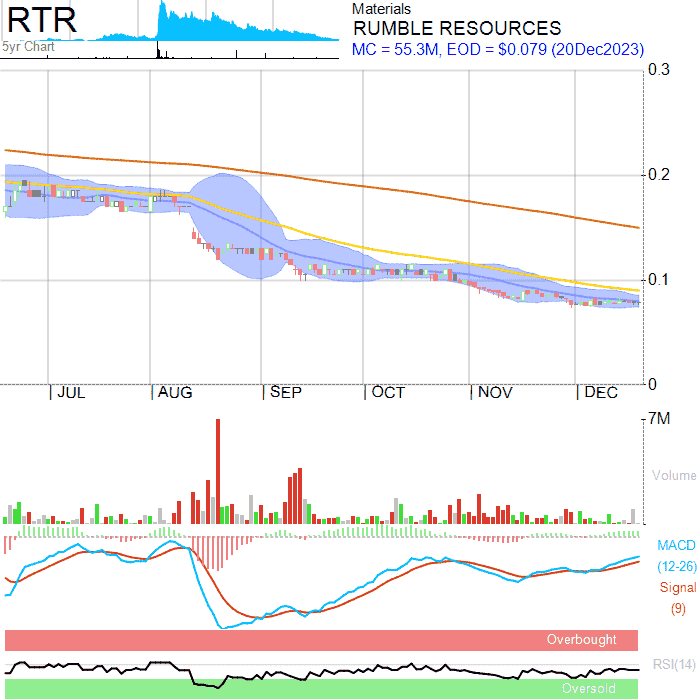 RTR
5yr Chart
Materials
RUMBLE RESOURCES
MC = 55.3M, EOD = $0.079 (20Dec2023)
0.3
0.2
0.1
0
JUL AUG SEP OCT NOV DEC
7M
Volume
MACD
(12-26)
Signal
(9)
Overbought
RSI(14)
Oversold